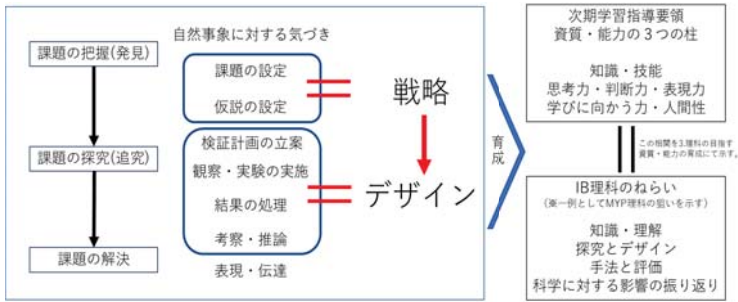 課題の把握(発見)
課題の探究(追究)
課題の解決
自然事象に対する気づき
課題の設定
仮説の設定
検証計画の立案
観察・実験の実施
結果の処理
考察・推論
表現・伝達
戦略
デザイン
育成
次期学習指導要領
資質・能力の3つの柱
知識・技能
思考力・判断力・表現力
学びに向かう力・人間性
この相関を3.理科の目指す
資質・能力の育成にて示す。
IB理科のねらい
(※一例としてMYP理科の狙いを示す)
知識・理解
探究とデザイン
手法と評価
科学に対する影響の振り返り